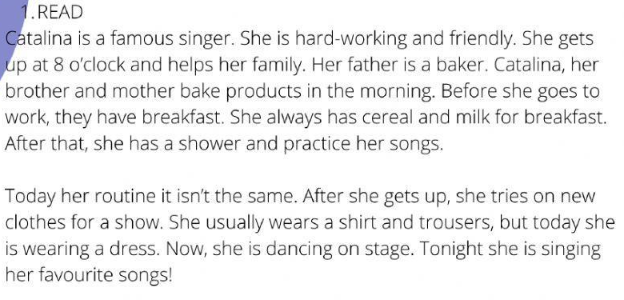 1.READ
Catalina is a famous singer. She is hard-working and friendly. She gets
up at 8 o'clock and helps her family. Her father is a baker. Catalina, her
brother and mother bake products in the morning. Before she goes to
work, they have breakfast. She always has cereal and milk for breakfast.
After that, she has a shower and practice her songs.
Today her routine it isn't the same. After she gets up, she tries on new
clothes for a show. She usually wears a shirt and trousers, but today she
is wearing a dress. Now, she is dancing on stage. Tonight she is singing
her favourite songs!